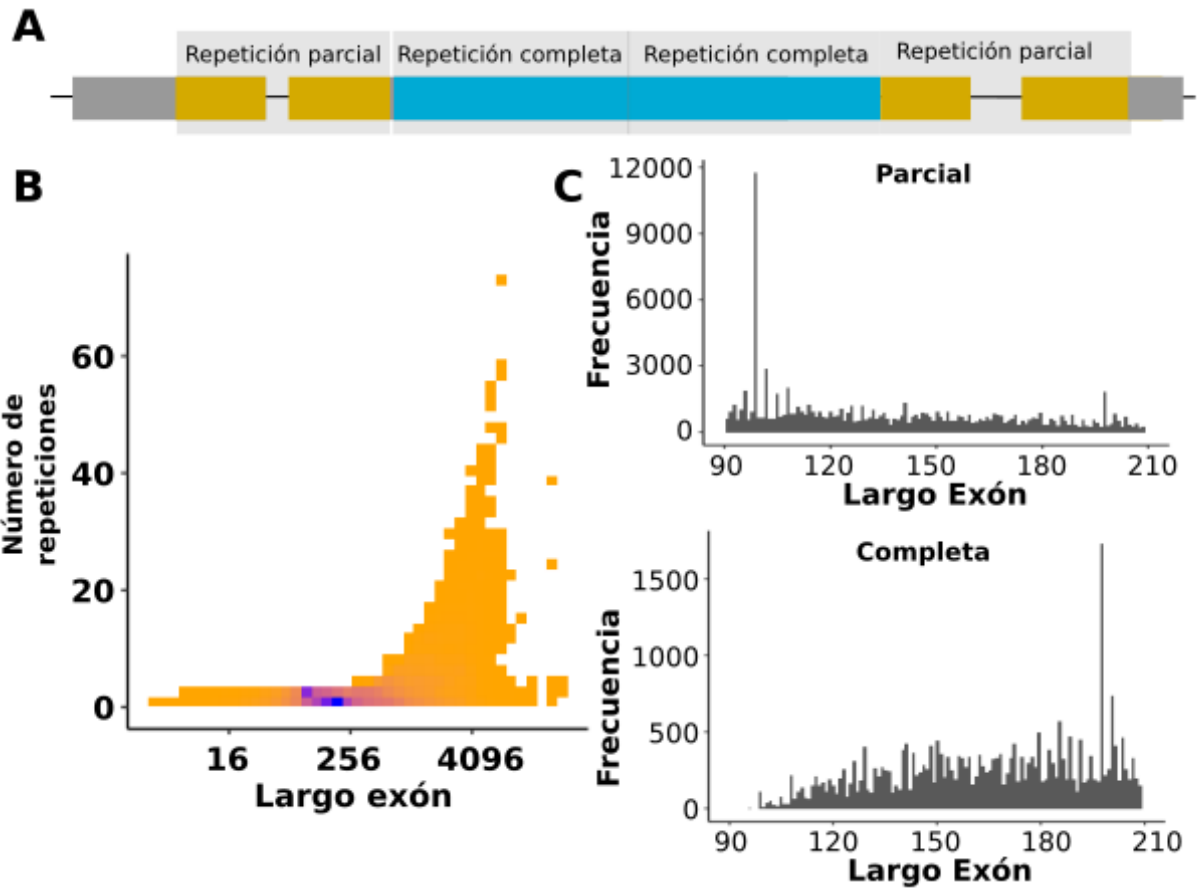 A
Repetición parcial Repetición completa Repetición completa Repetición parcial
B
Número de
repeticiones
60
40
20
0
16 256 4096
Largo exón
C
Parcial
Frecuencia
12000
9000
6000
3000
0
90 120 150 180 210
Largo Exón
Completa
Frecuencia
1500
1000
500
0
90 120 150 180 210
Largo Exón